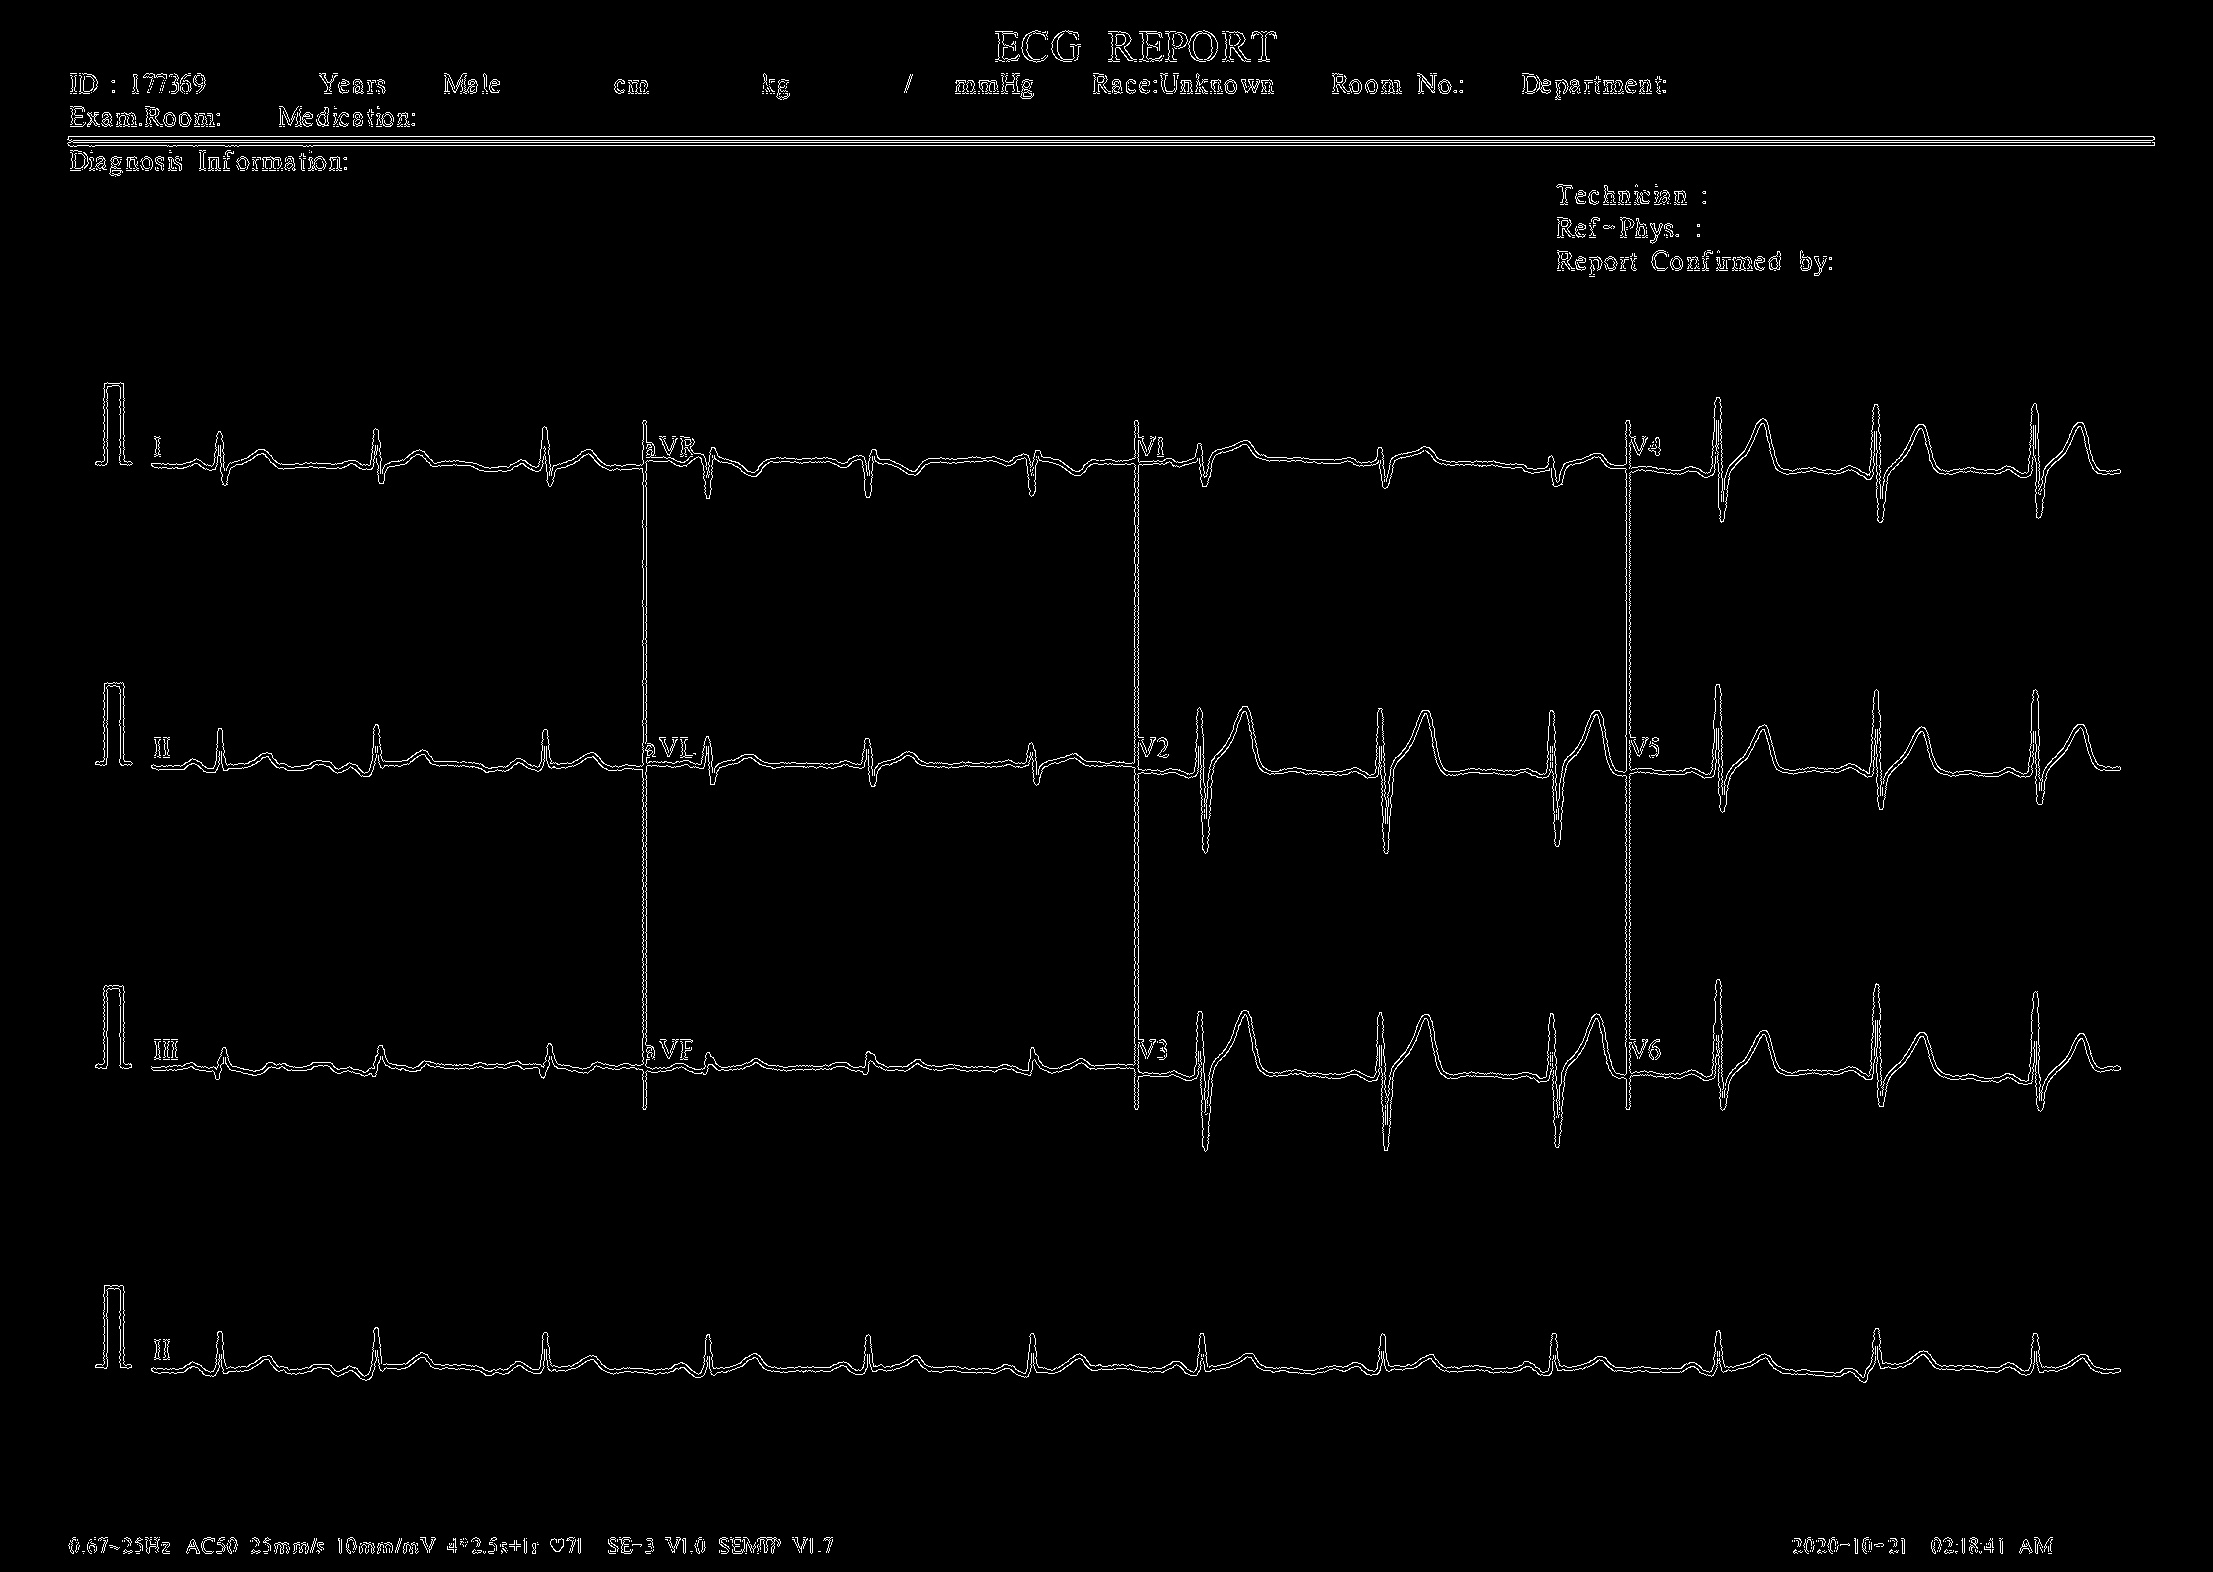 ECG REPORT
ID : 177369 Years Male cm kg / mmHg Race:Unknown Room No.: Department:
Exam.Room: Medication:
Diagnosis Information:
Technician :
Ref-Phys. :
Report Confirmed by:
I aVR V1 V4
II aVL V2 V5
III aVF V3 V6
II
0.67~25Hz AC50 25mm/s 10mm/mV 4*2.5s+1r ♡71 SE-3 V1.0 SEMIP V1.7
2020-10-21 02:18:41 AM